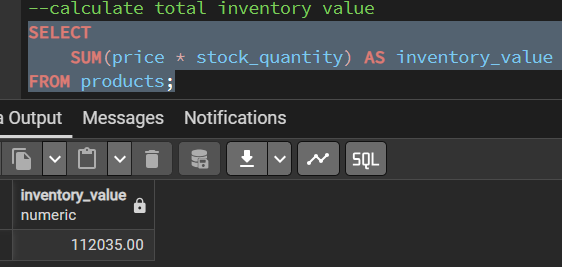 --calculate total inventory value
SELECT
SUM(price * stock_quantity) AS inventory_value
FROM products;
a Output Messages Notifications
SQL
inventory_value
numeric
112035.00